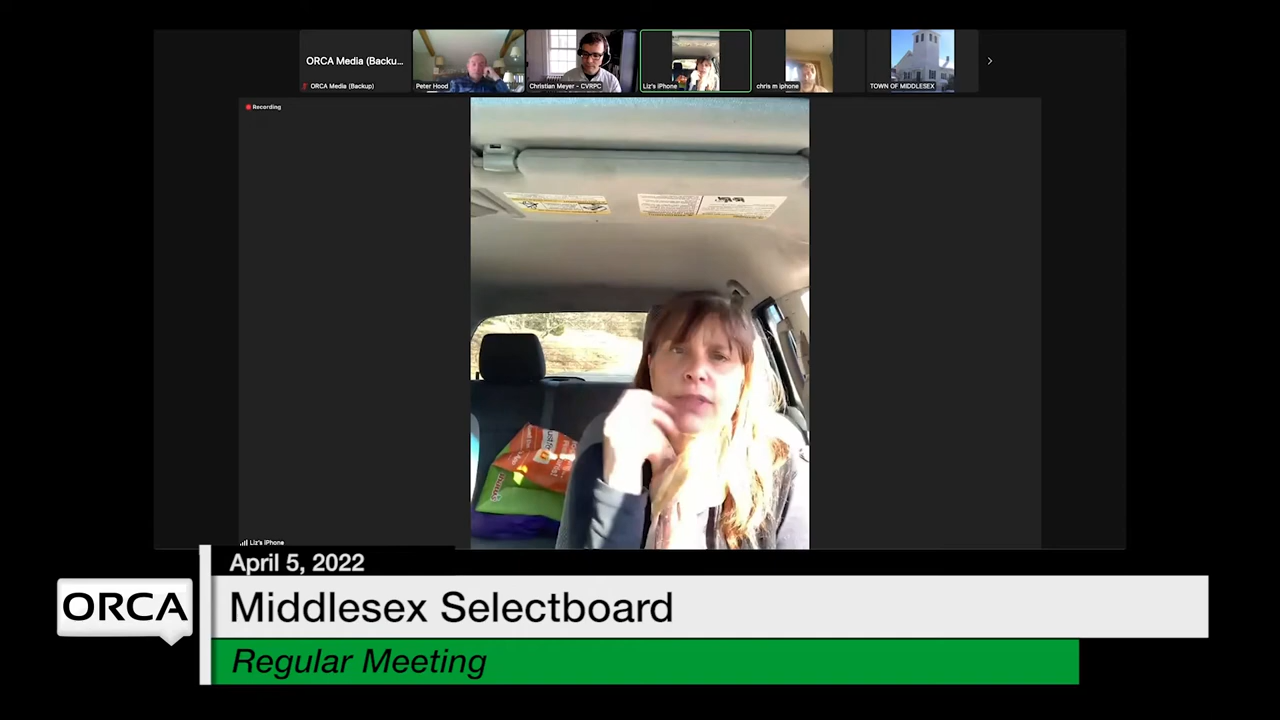 ORCA Media (Backu...
ORCA Media (Backup)
Peter Hood
Christian Meyer - CVRPC
Liz's iPhone
chris m iphone
TOWN OF MIDDLESEX
Recording
Liz's iPhone
April 5, 2022
ORCA
Middlesex Selectboard
Regular Meeting